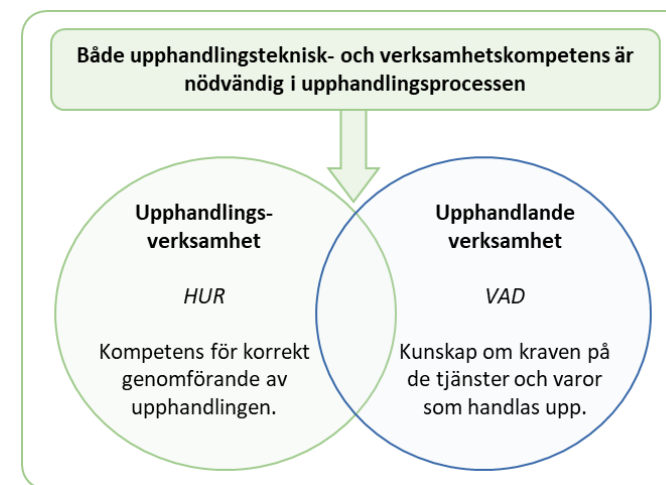 Både upphandlingsteknisk- och verksamhetskompetens är
nödvändig i upphandlingsprocessen
Upphandlings-
verksamhet
HUR
Kompetens för korrekt
genomförande av
upphandlingen.
Upphandlande
verksamhet
VAD
Kunskap om kraven på
de tjänster och varor
som handlas upp.